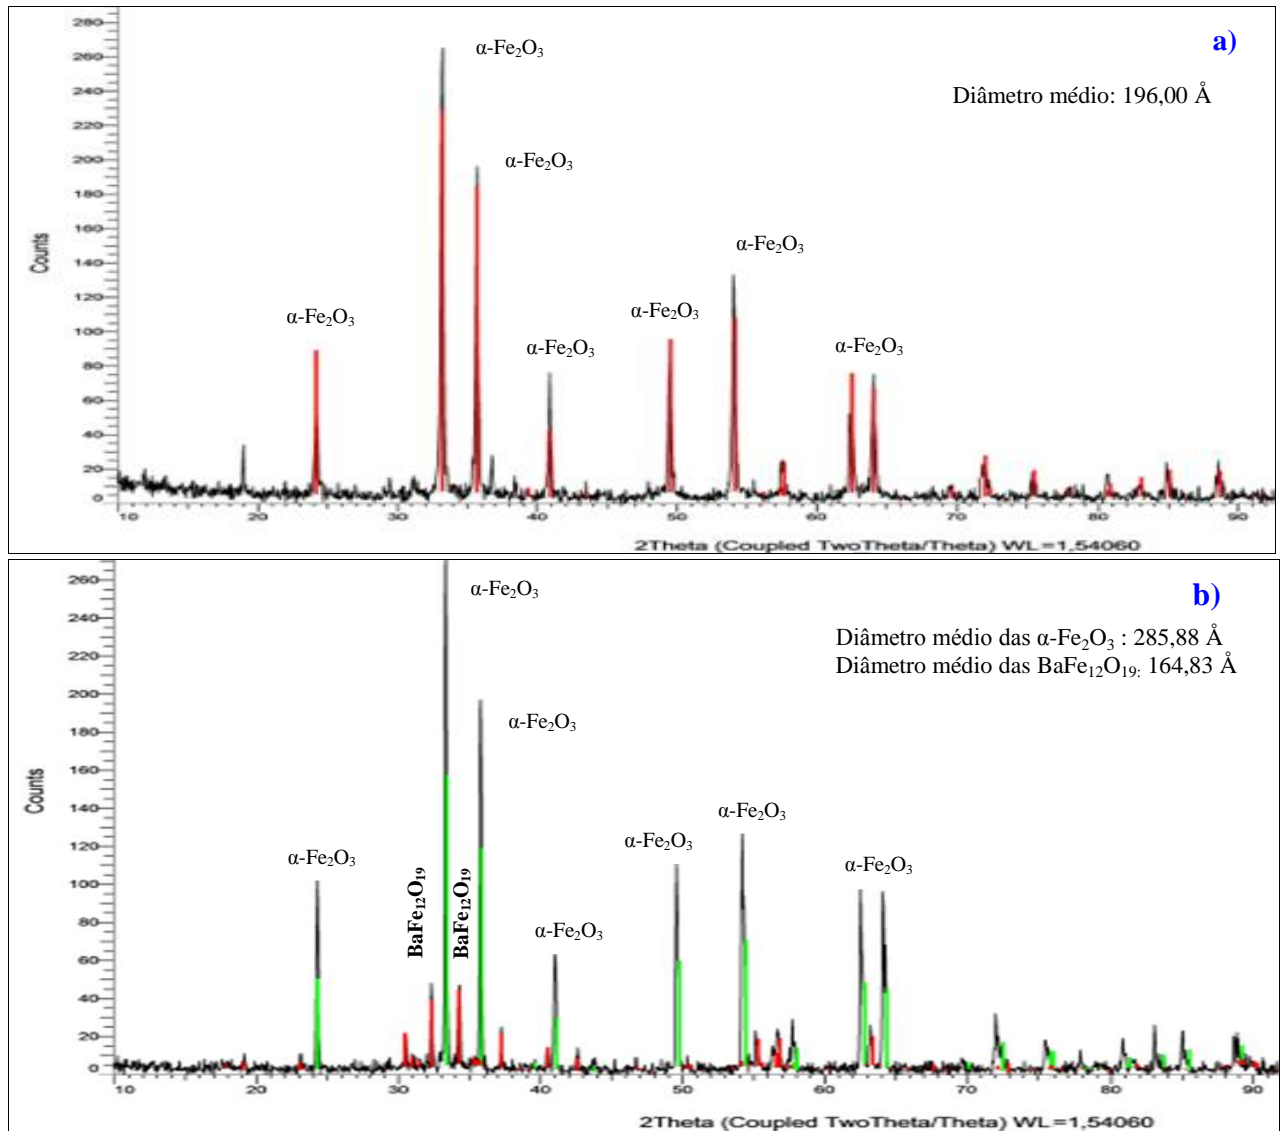 a)
Diâmetro médio: 196,00 Å
α-Fe₂O₃
α-Fe₂O₃
α-Fe₂O₃
α-Fe₂O₃
α-Fe₂O₃
α-Fe₂O₃
α-Fe₂O₃
Counts
280
260
240
220
200
180
160
140
120
100
80
60
40
20
0
10 20 30 40 50 60 70 80 90
2Theta (Coupled TwoTheta/Theta) WL=1,54060
b)
Diâmetro médio das α-Fe₂O₃ : 285,88 Å
Diâmetro médio das BaFe₁₂O₁₉: 164,83 Å
α-Fe₂O₃
α-Fe₂O₃
α-Fe₂O₃
α-Fe₂O₃
α-Fe₂O₃
α-Fe₂O₃
α-Fe₂O₃
BaFe₁₂O₁₉
BaFe₁₂O₁₉
Counts
260
240
220
200
180
160
140
120
100
80
60
40
20
0
10 20 30 40 50 60 70 80 90
2Theta (Coupled TwoTheta/Theta) WL=1,54060